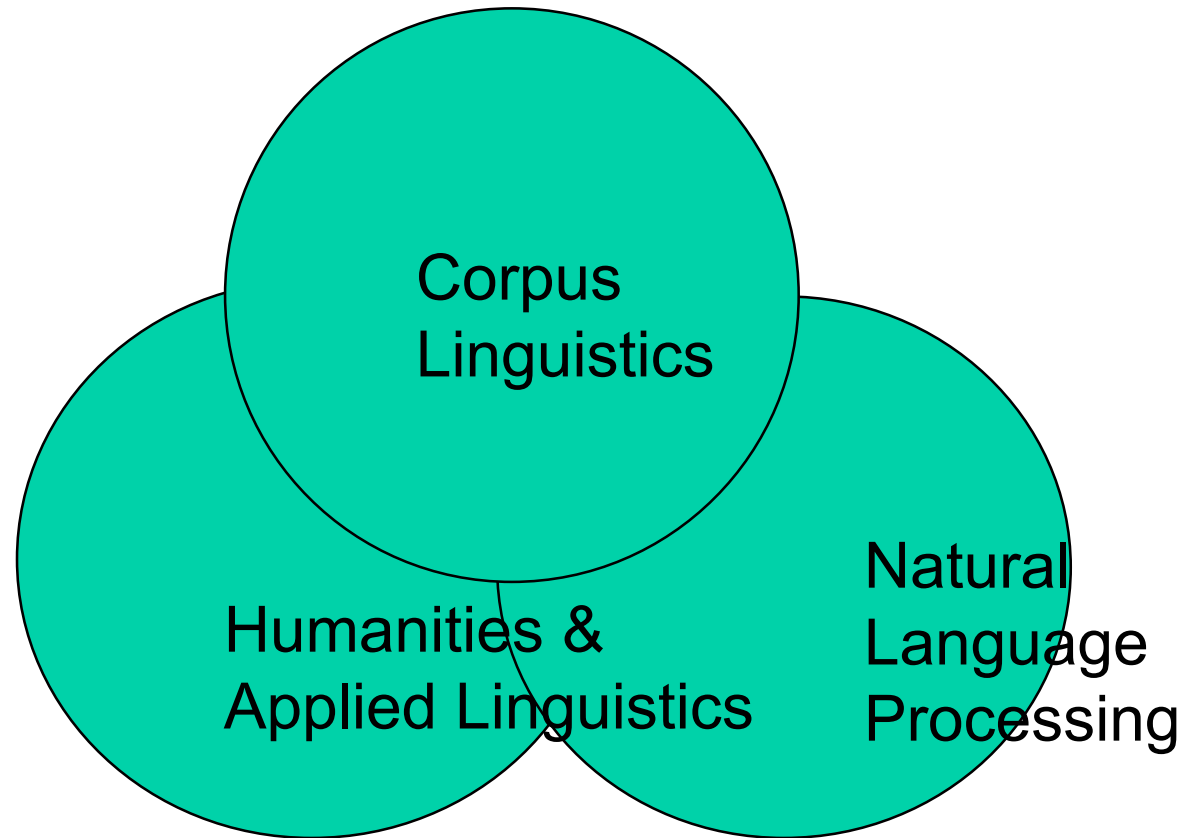 Corpus
Linguistics
Humanities &
Applied Linguistics
Natural
Language
Processing